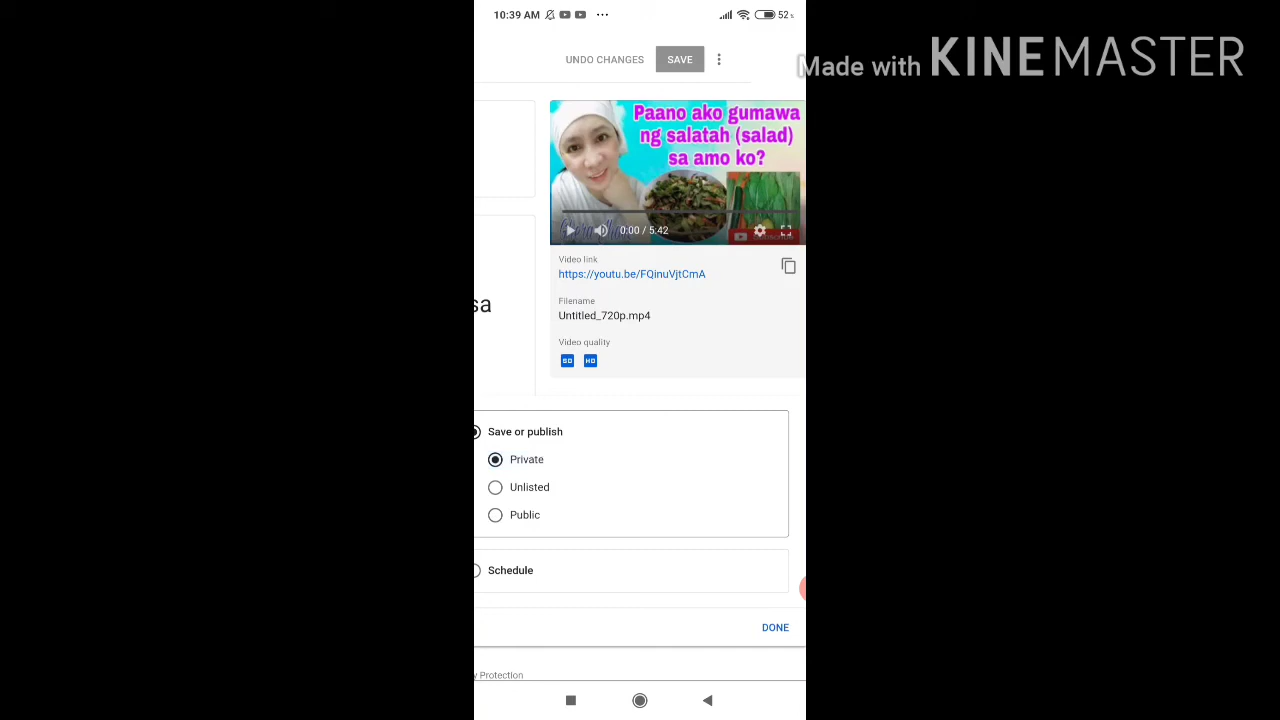 10:39 AM
52
Made with KINEMASTER
UNDO CHANGES
SAVE
Paano ako gumawa
ng salatah (salad)
sa amo ko?
0:00 / 5:42
Video link
https://youtu.be/FQinuVjtCmA
Filename
Untitled_720p.mp4
sa
Video quality
SD HD
Save or publish
Private
Unlisted
Public
Schedule
DONE
y Protection